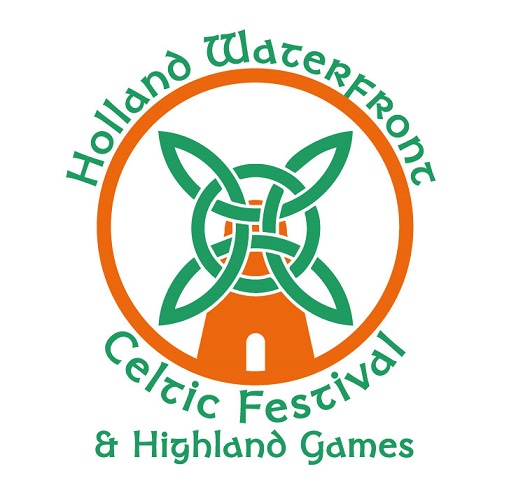 Holland Waterfront
Celtic Festival
& Highland Games